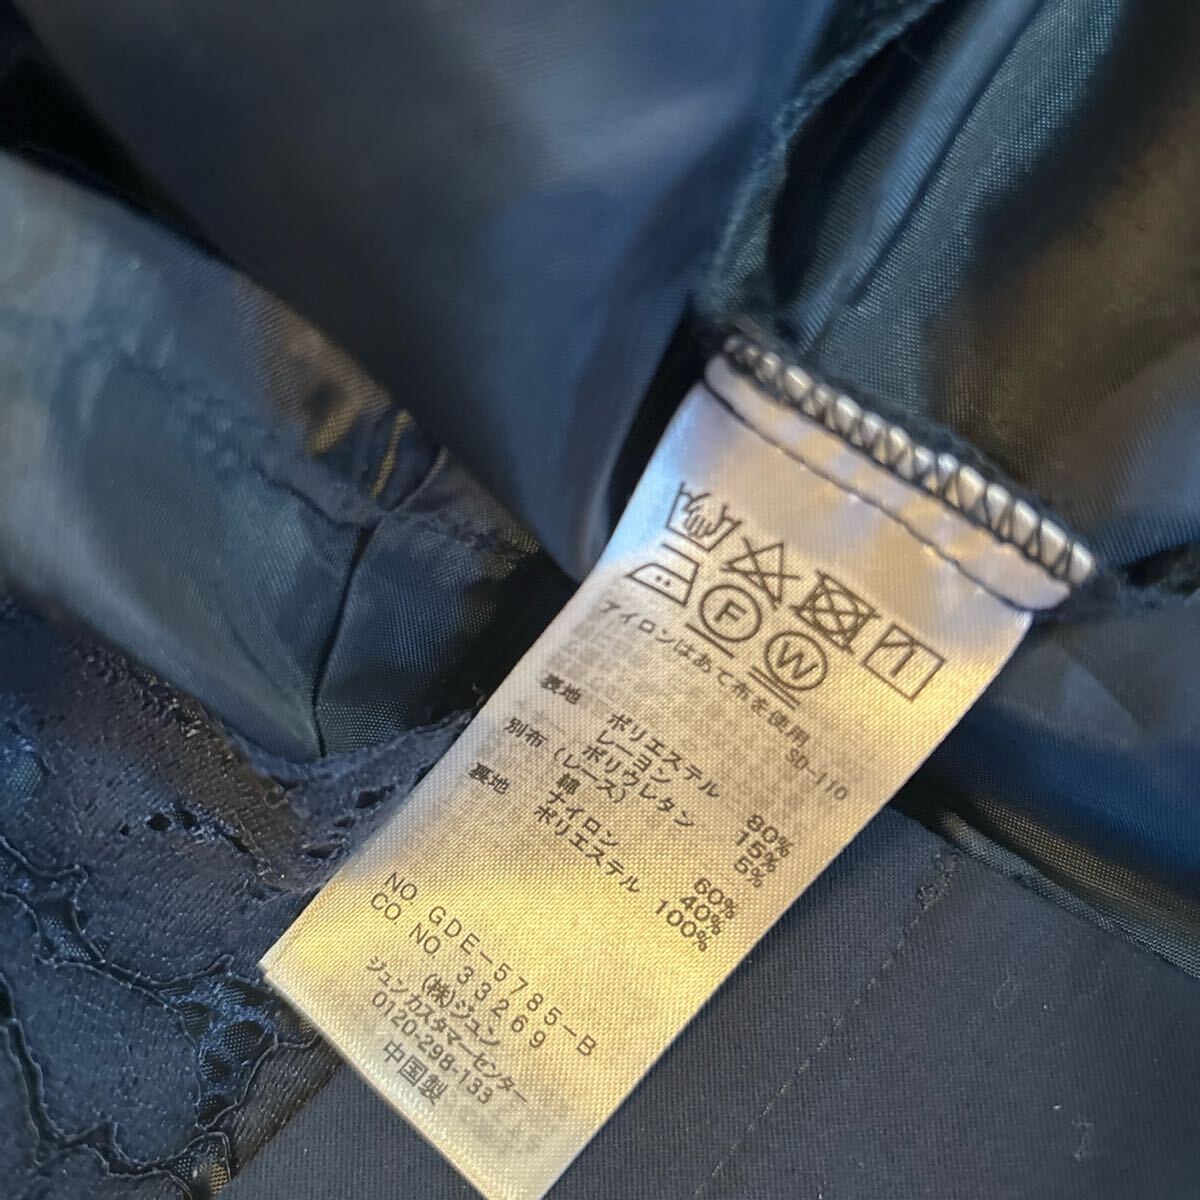 F
W
アイロンはあて布を使用 SD-110
表地 ポリエステル 80%
レーヨン 15%
ポリウレタン 5%
別布(レース) 綿 60%
ナイロン 40%
裏地 ポリエステル 100%
NO GDE-5785-B
CO. NO. 33269
(株)ジュン
ジュンカスタマーセンター
0120-298-133
中国製